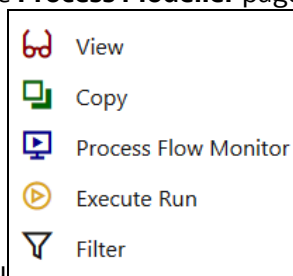 Process Modeller page
View
Copy
Process Flow Monitor
Execute Run
Filter